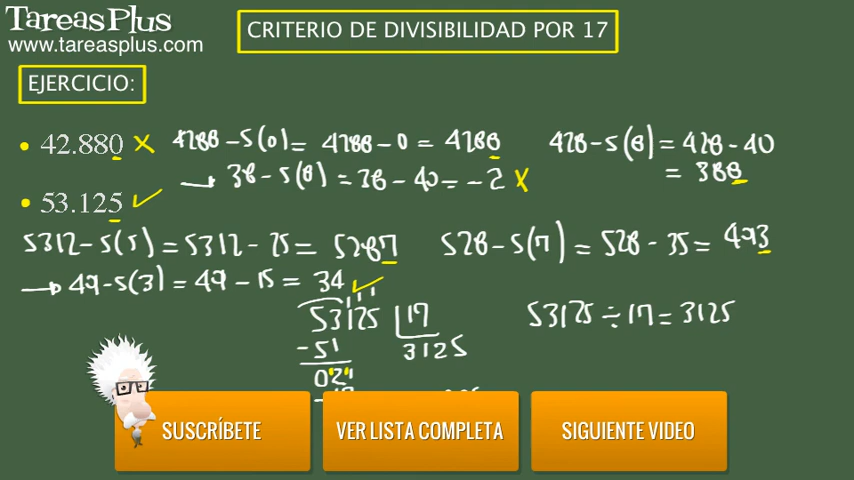 TareasPlus
www.tareasplus.com
CRITERIO DE DIVISIBILIDAD POR 17
EJERCICIO:
• 42.880 X 4288 - 5(0) = 4288 - 0 = 4288 428 - 5(8) = 428 - 40
= 388
→ 38 - 5(8) = 38 - 40 = -2 X
• 53.125 ✓
5312 - 5(5) = 5312 - 25 = 5287 528 - 5(7) = 528 - 35 = 493
→ 49 - 5(3) = 49 - 15 = 34 ✓
53125 17
3125
53125 ÷ 17 = 3125
-51
021
SUSCRÍBETE
VER LISTA COMPLETA
SIGUIENTE VIDEO